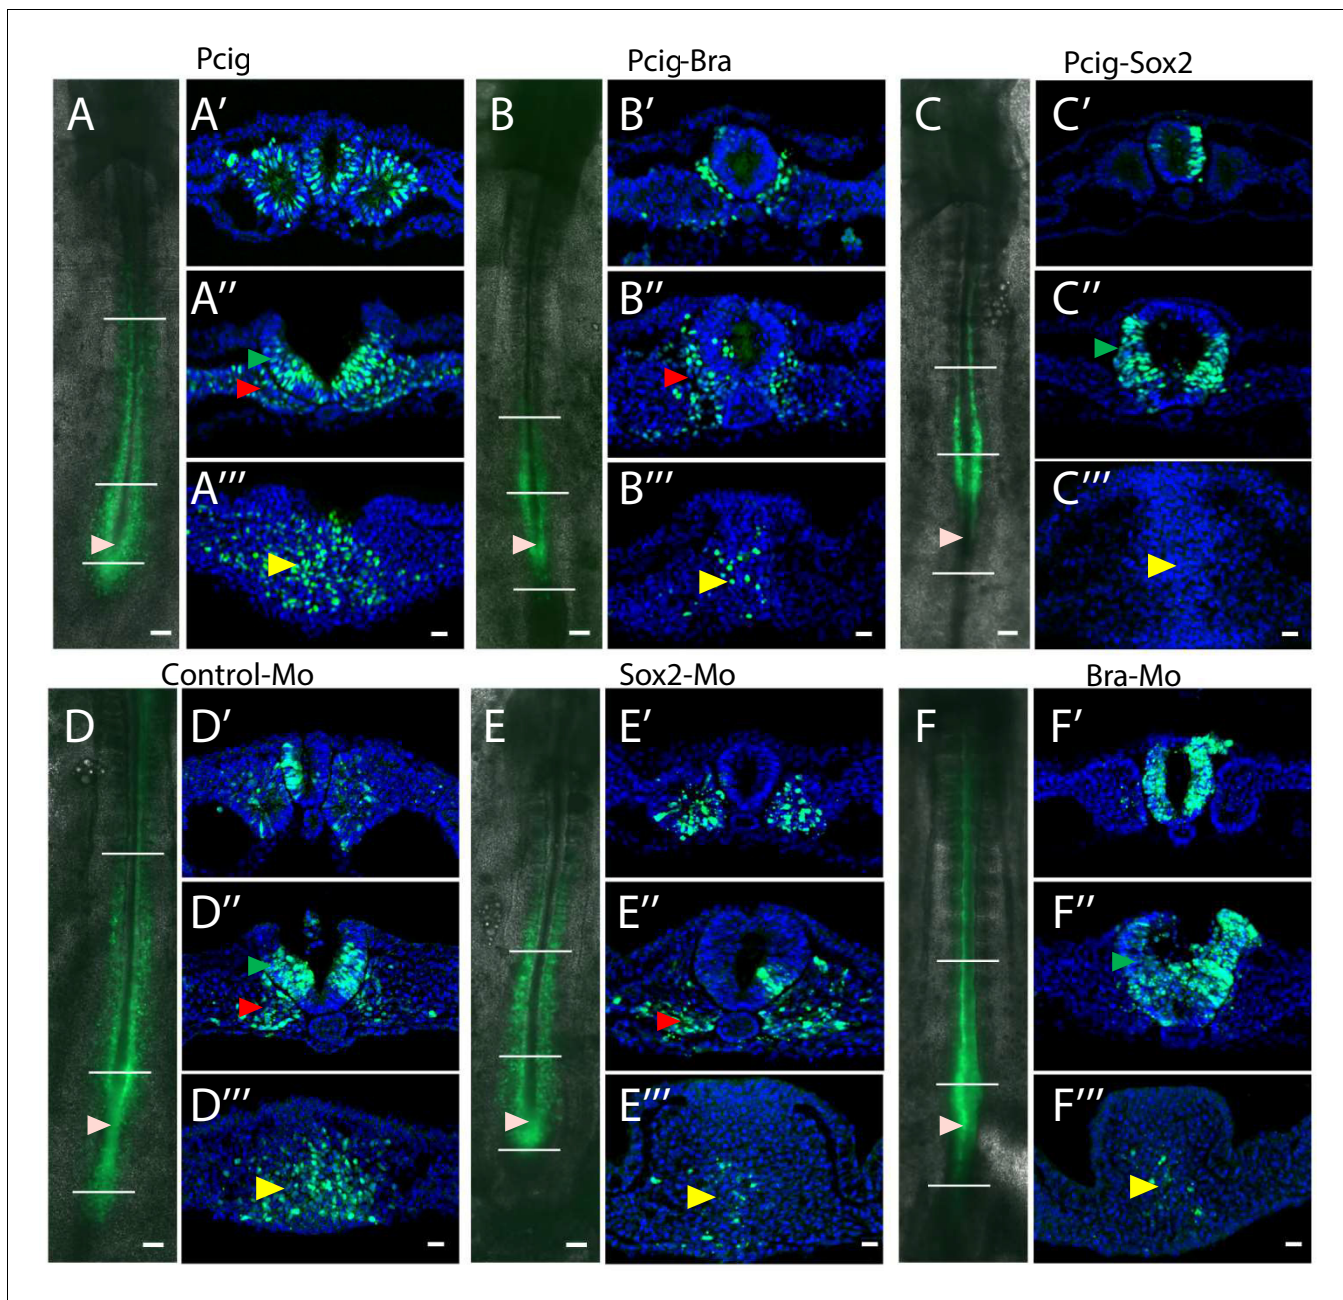 Pcig Pcig-Bra Pcig-Sox2
A A′ B B′ C C′
A″ B″ C″
A‴ B‴ C‴
Control-Mo Sox2-Mo Bra-Mo
D D′ E E′ F F′
D″ E″ F″
D‴ E‴ F‴